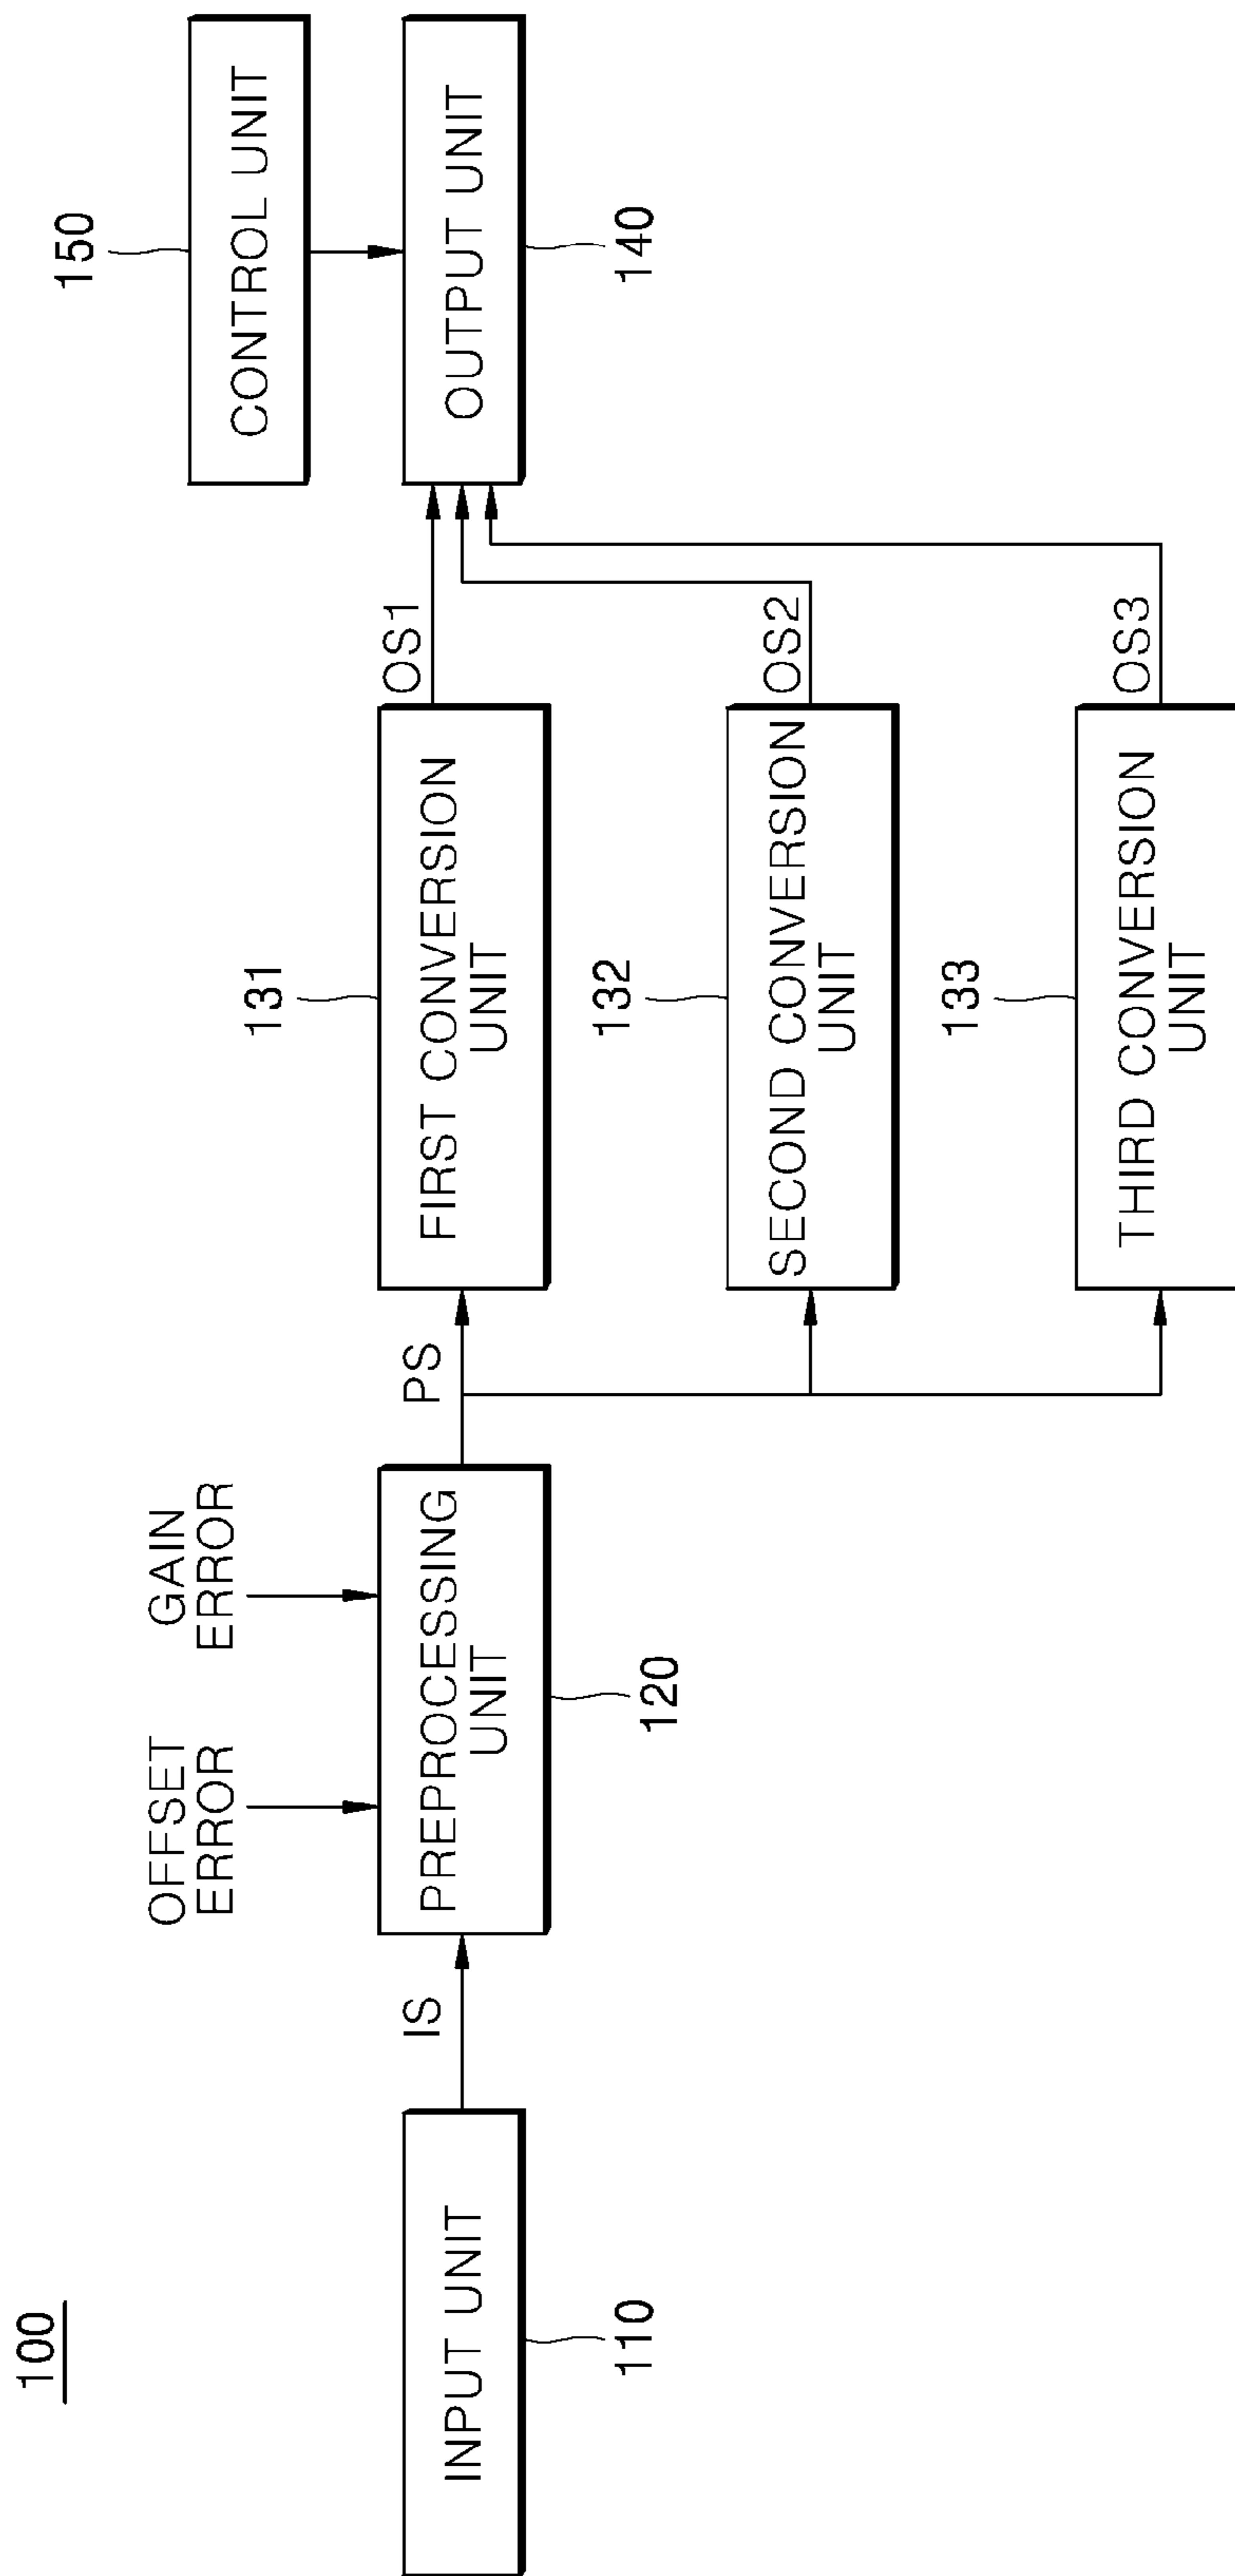 100
INPUT UNIT
110
IS
OFFSET
ERROR
GAIN
ERROR
PREPROCESSING
UNIT
120
PS
131
FIRST CONVERSION
UNIT
OS1
132
SECOND CONVERSION
UNIT
OS2
133
THIRD CONVERSION
UNIT
OS3
150
CONTROL UNIT
OUTPUT UNIT
140